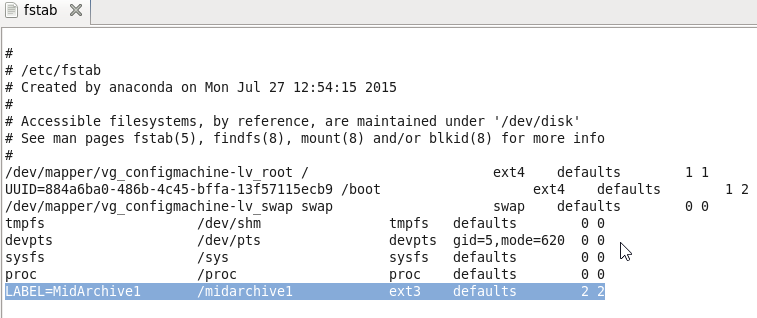 fstab
#
# /etc/fstab
# Created by anaconda on Mon Jul 27 12:54:15 2015
#
# Accessible filesystems, by reference, are maintained under '/dev/disk'
# See man pages fstab(5), findfs(8), mount(8) and/or blkid(8) for more info
#
/dev/mapper/vg_configmachine-lv_root / ext4 defaults 1 1
UUID=884a6ba0-486b-4c45-bffa-13f57115ecb9 /boot ext4 defaults 1 2
/dev/mapper/vg_configmachine-lv_swap swap swap defaults 0 0
tmpfs /dev/shm tmpfs defaults 0 0
devpts /dev/pts devpts gid=5,mode=620 0 0
sysfs /sys sysfs defaults 0 0
proc /proc proc defaults 0 0
LABEL=MidArchive1 /midarchive1 ext3 defaults 2 2